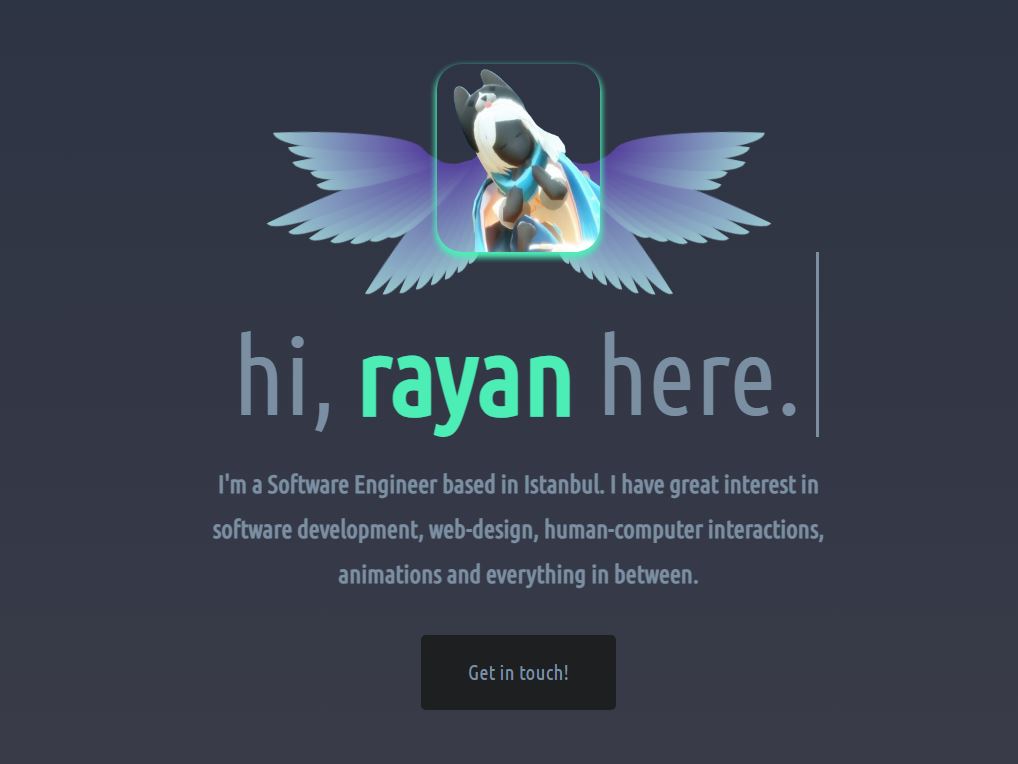 hi, rayan here.
I'm a Software Engineer based in Istanbul. I have great interest in
software development, web-design, human-computer interactions,
animations and everything in between.
Get in touch!